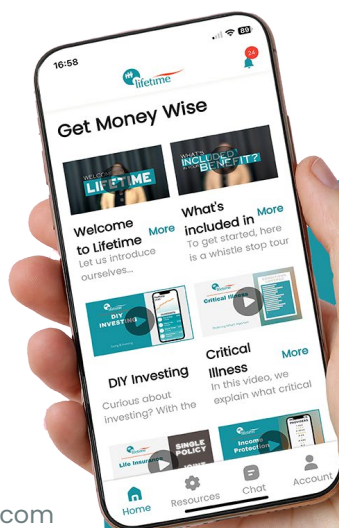 16:58
89
24
lifetime
Get Money Wise
WELCOME
LIFETIME
WHAT'S
INCLUDED
BENEFIT?
Welcome
to Lifetime
More
Let us introduce
ourselves...
What's
included in
More
To get started, here
is a whistle stop tour
lifetime
DIY
INVESTING
Critical Illness
DIY Investing
Curious about
investing? With the
Critical
Illness
More
In this video, we
explain what critical
lifetime
Life Insurance
SINGLE
POLICY
Income
Protection
Home
Resources
Chat
Account
com